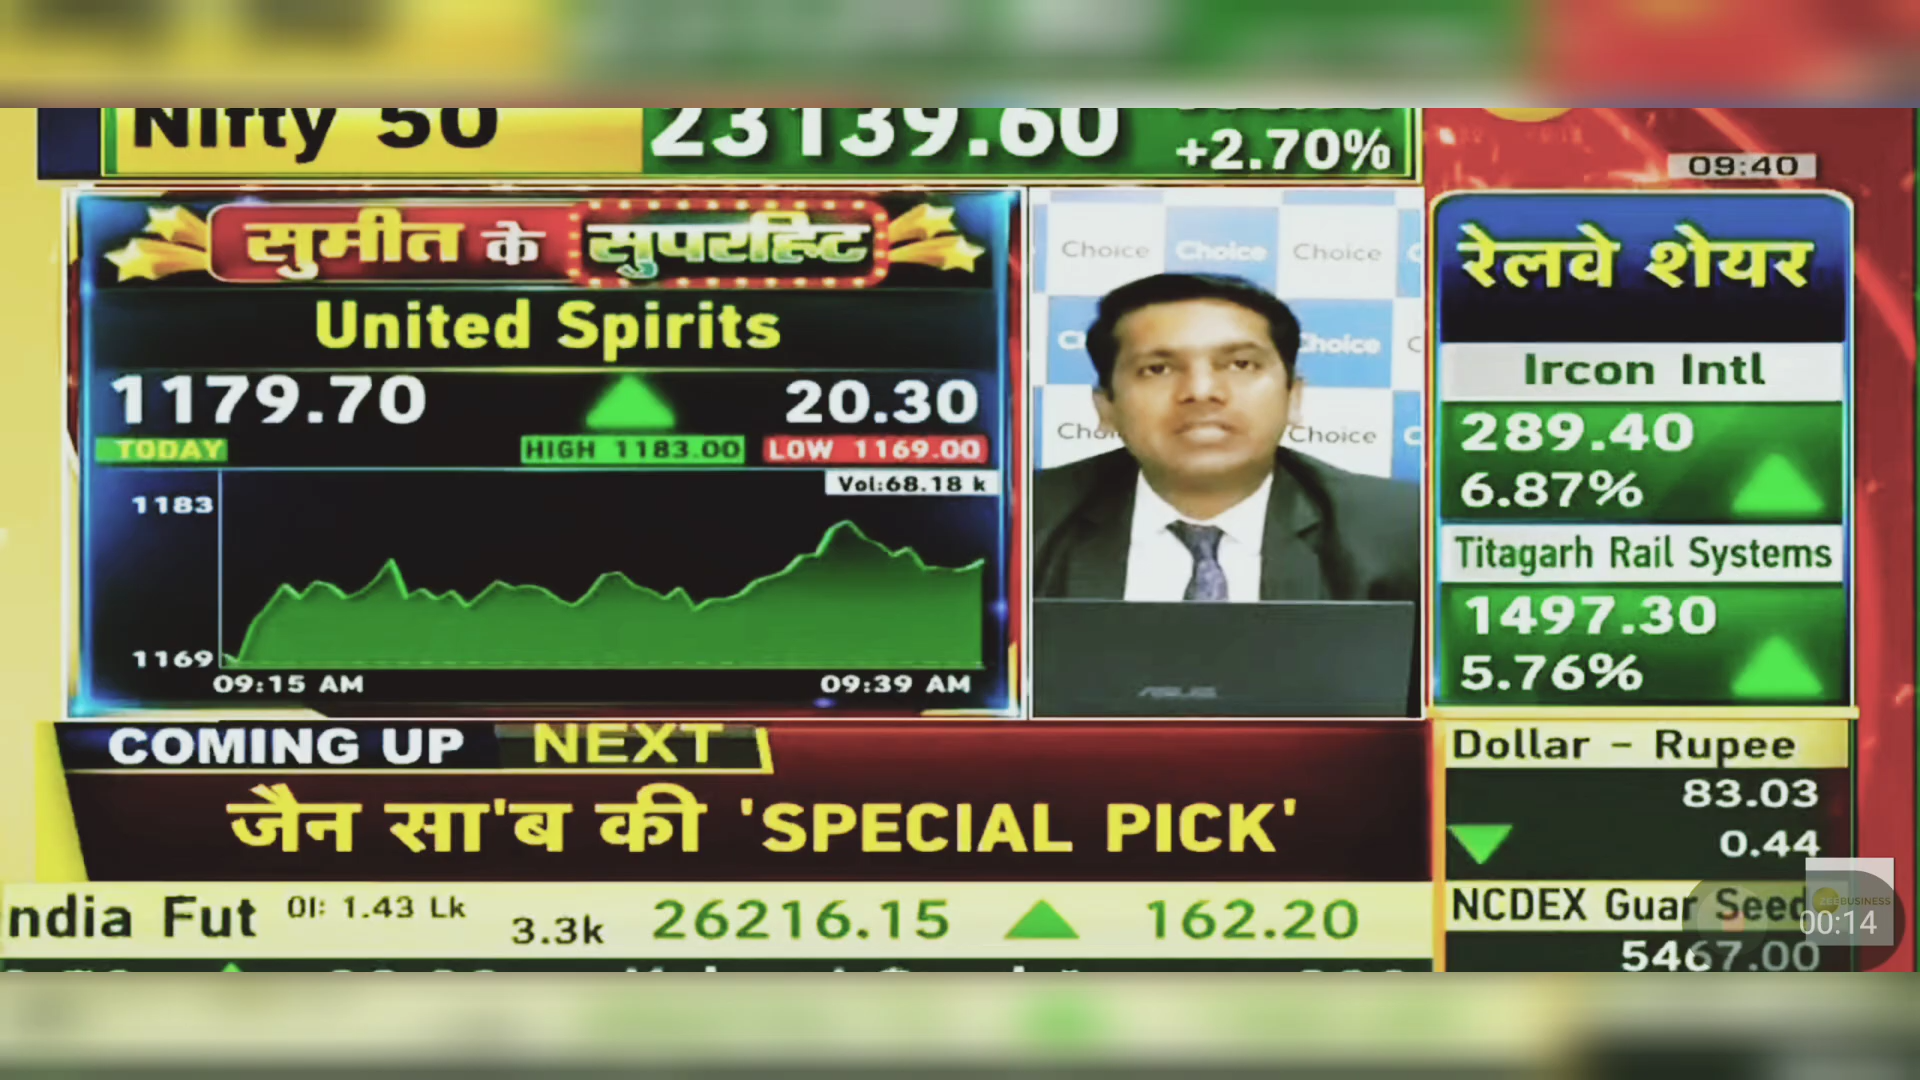 Nifty 50
23139.60
+2.70%
09:40
सुमीत के सुपरहिट
United Spirits
1179.70
20.30
TODAY
HIGH 1183.00
LOW 1169.00
Vol:68.18 k
1183
1169
09:15 AM
09:39 AM
Choice Choice Choice
Choice
Choice
रेलवे शेयर
Ircon Intl
289.40
6.87%
Titagarh Rail Systems
1497.30
5.76%
COMING UP NEXT
जैन सा'ब की 'SPECIAL PICK'
Dollar - Rupee
83.03
0.44
NCDEX Guar Seed
5467.00
ndia Fut OI: 1.43 Lk 3.3k 26216.15 162.20
ZEEBUSINESS
00:14
ASUS